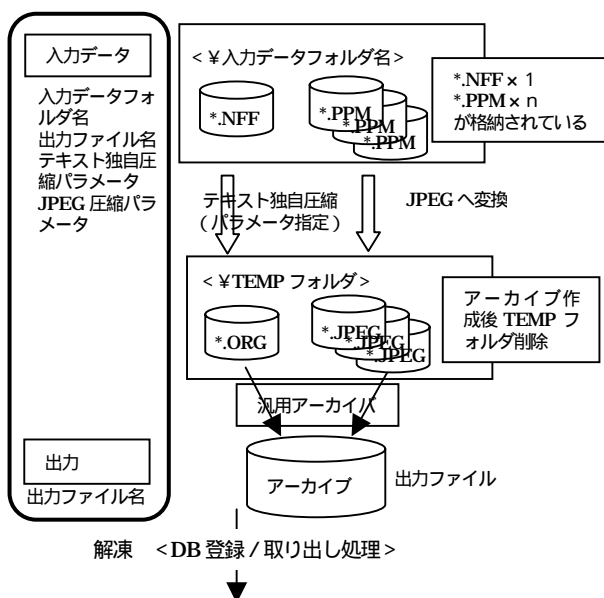 入力データ
入力データフォ
ルダ名
出力ファイル名
テキスト独自圧
縮パラメータ
JPEG 圧縮パラ
メータ
出力
出力ファイル名
<¥入力データフォルダ名>
*.NFF
*.PPM
*.PPM
*.PPM
*.NFF×1
*.PPM×n
が格納されている
テキスト独自圧縮
(パラメータ指定)
JPEG へ変換
<¥TEMP フォルダ>
*.ORG
*.JPEG
*.JPEG
*.JPEG
アーカイブ作
成後 TEMP フ
ォルダ削除
汎用アーカイバ
アーカイブ
出力ファイル
解凍 <DB 登録/取り出し処理>